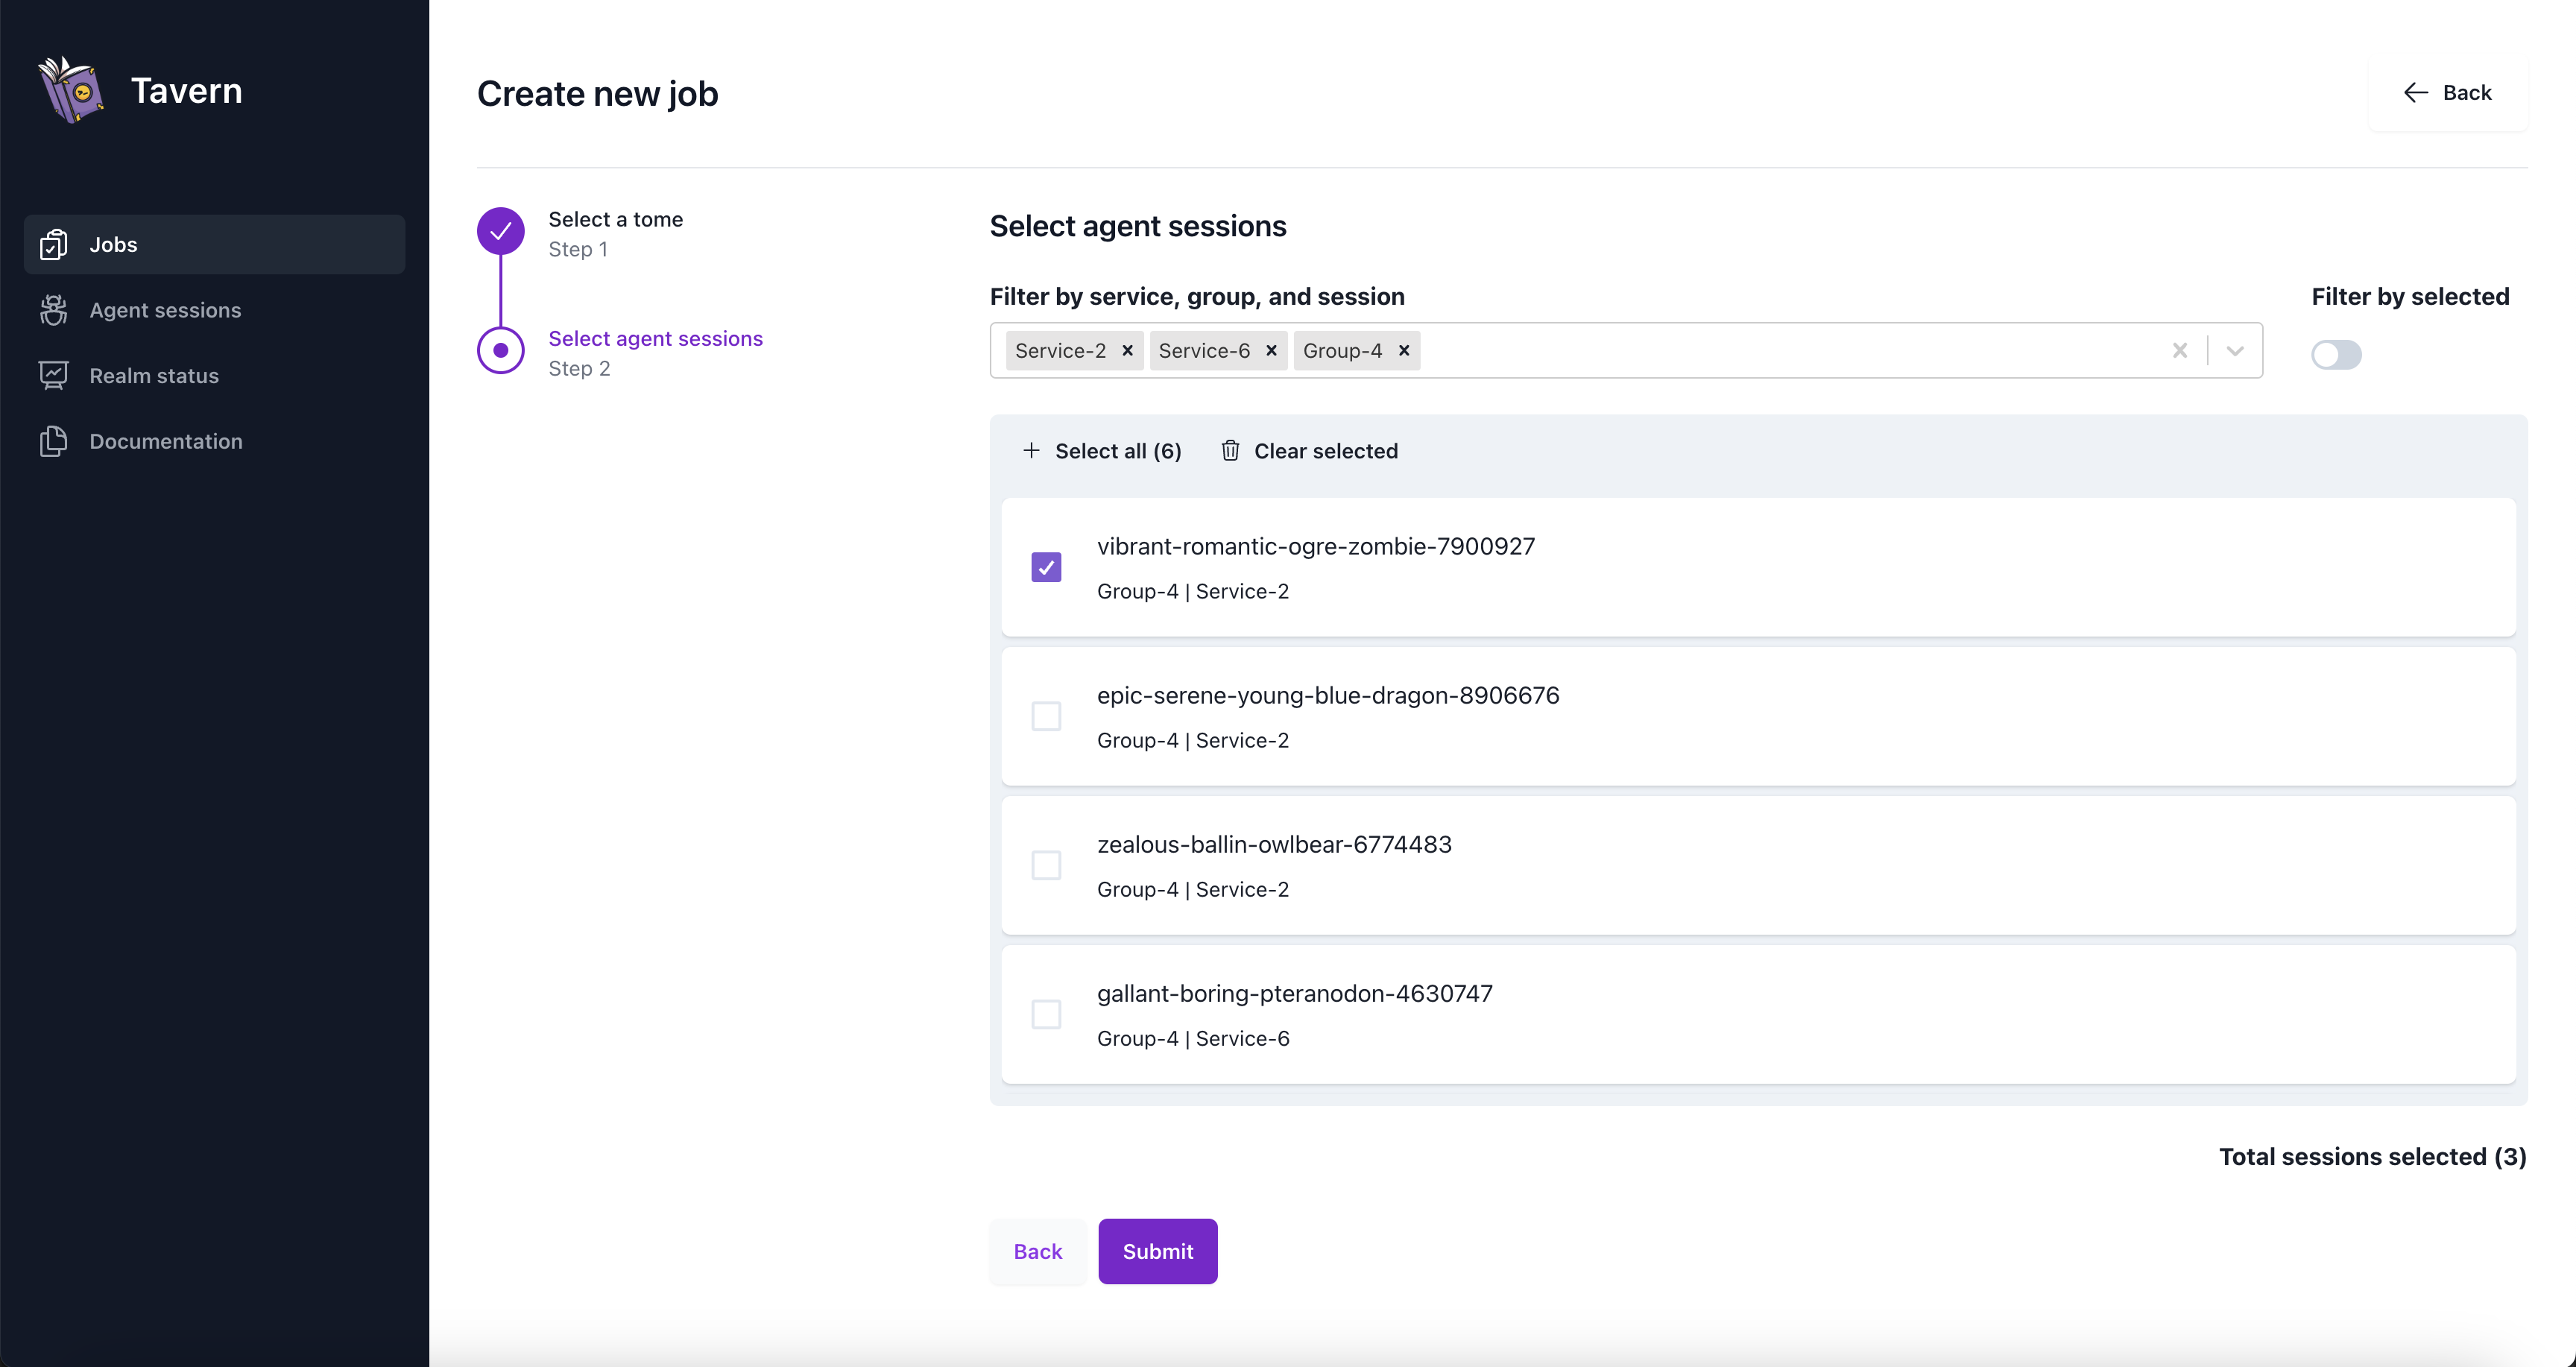 Tavern
Jobs
Agent sessions
Realm status
Documentation
Create new job
Back
Select a tome
Step 1
Select agent sessions
Step 2
Select agent sessions
Filter by service, group, and session
Filter by selected
Service-2 Service-6 Group-4
Select all (6) Clear selected
vibrant-romantic-ogre-zombie-7900927
Group-4 | Service-2
epic-serene-young-blue-dragon-8906676
Group-4 | Service-2
zealous-ballin-owlbear-6774483
Group-4 | Service-2
gallant-boring-pteranodon-4630747
Group-4 | Service-6
Total sessions selected (3)
Back Submit